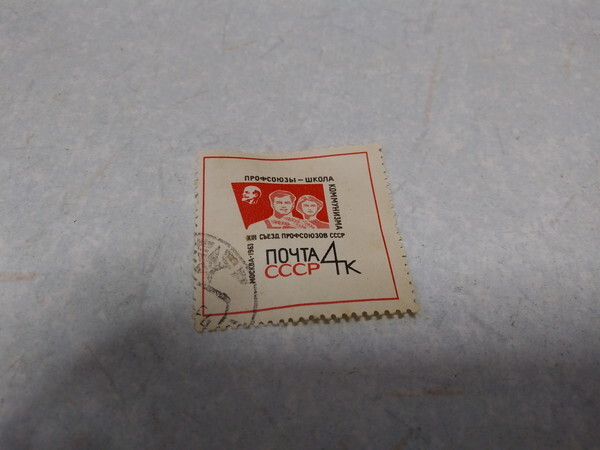 ПРОФСОЮЗЫ – ШКОЛА
КОММУНИЗМА
XIII СЪЕЗД ПРОФСОЮЗОВ СССР
МОСКВА • 1963
ПОЧТА 4К
СССР